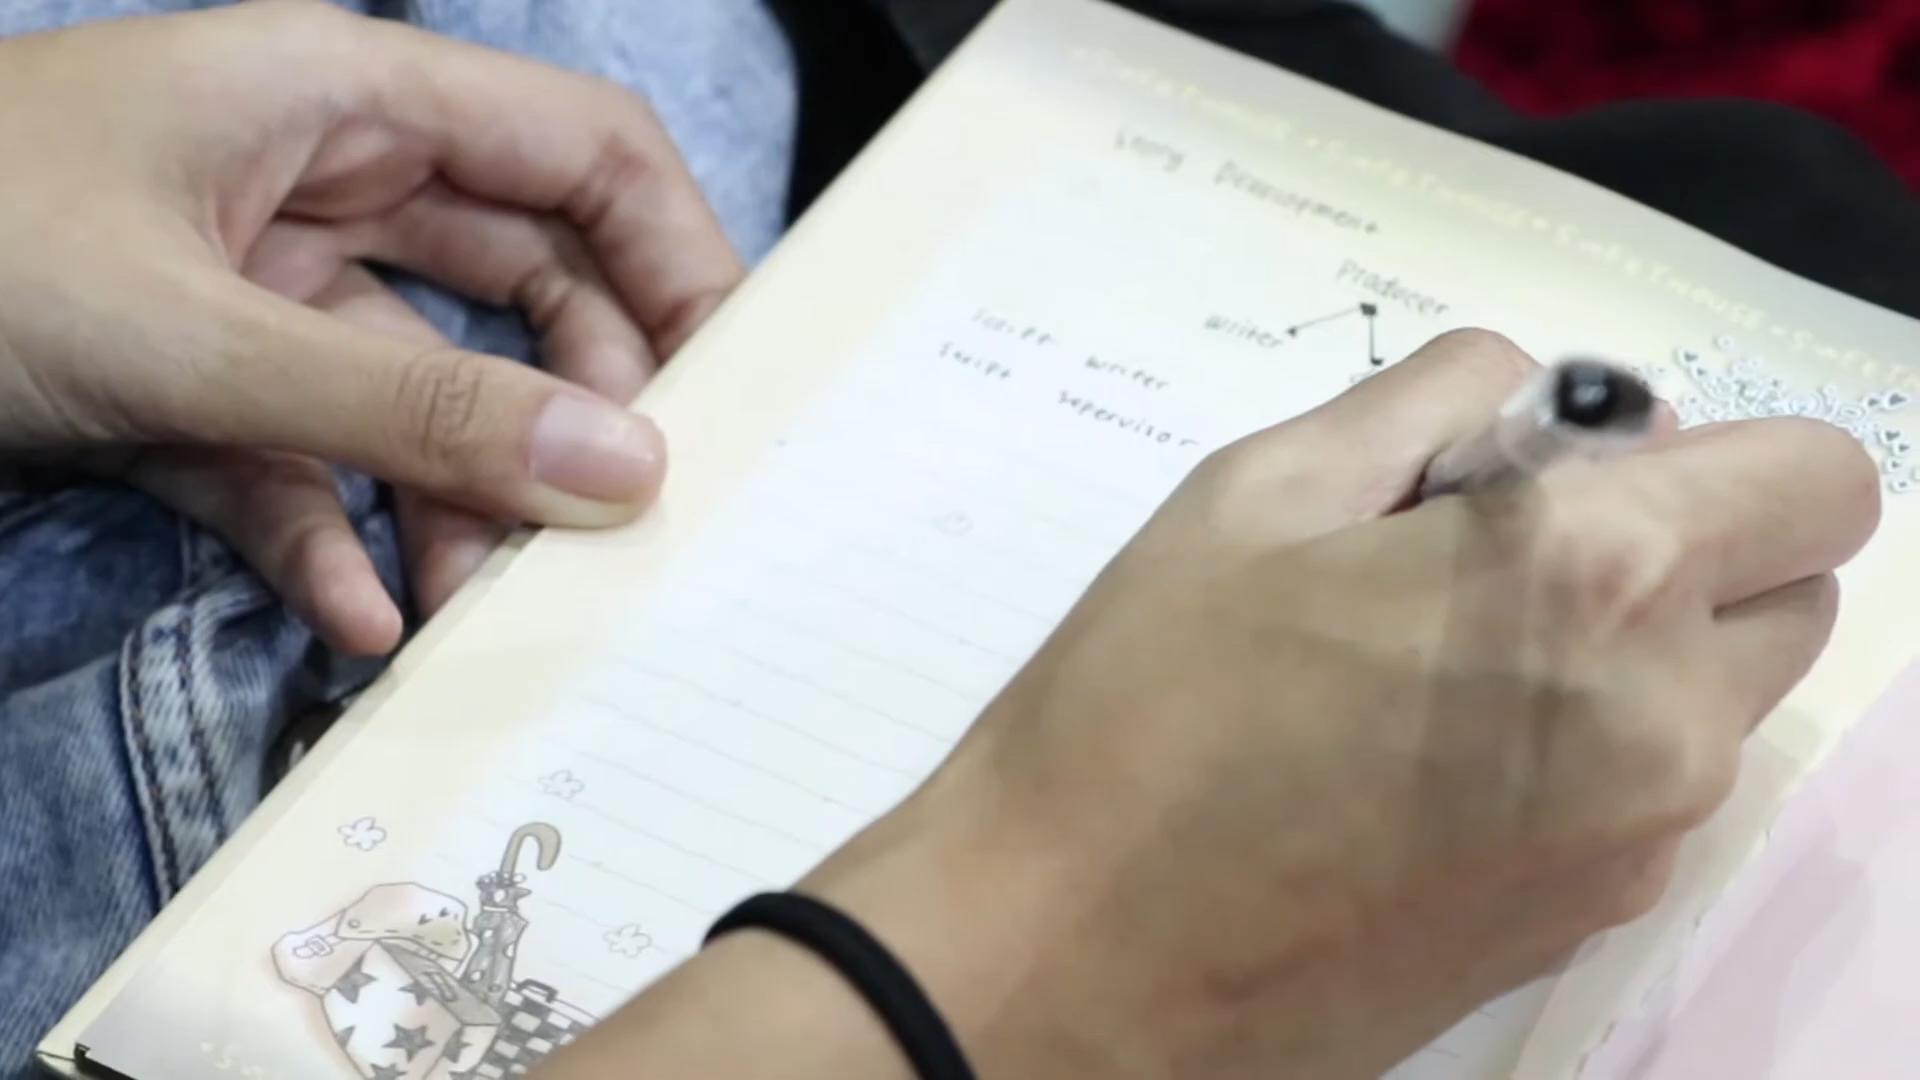 Story Development
Producer
Writer
Script writer
Script supervisor